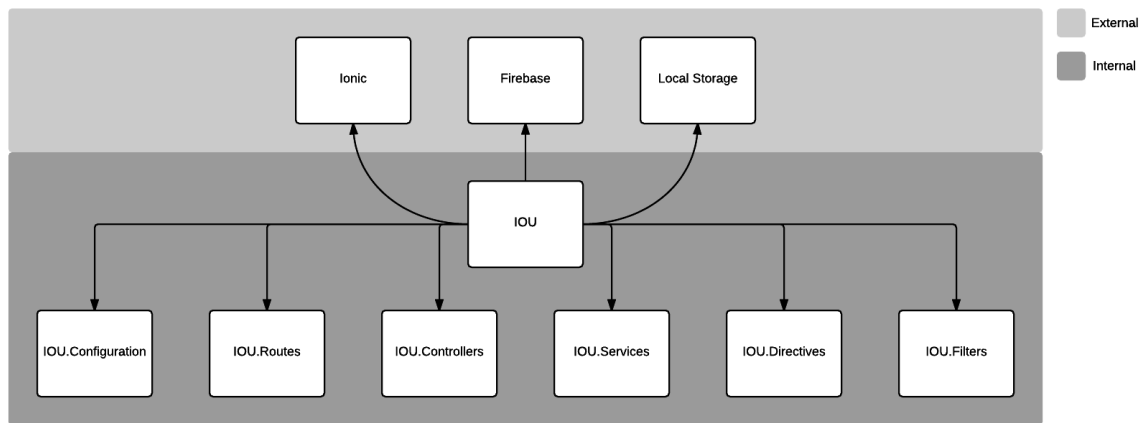 External
Ionic
Firebase
Local Storage
Internal
IOU
IOU.Configuration
IOU.Routes
IOU.Controllers
IOU.Services
IOU.Directives
IOU.Filters